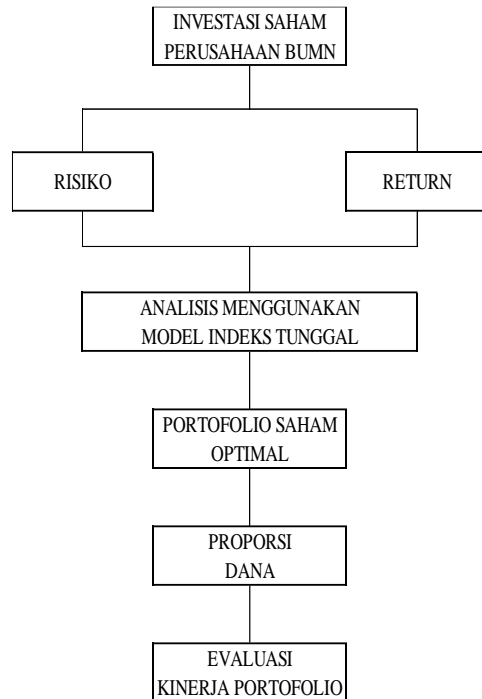 INVESTASI SAHAM
PERUSAHAAN BUMN
RISIKO
RETURN
ANALISIS MENGGUNAKAN
MODEL INDEKS TUNGGAL
PORTOFOLIO SAHAM
OPTIMAL
PROPORSI
DANA
EVALUASI
KINERJA PORTOFOLIO